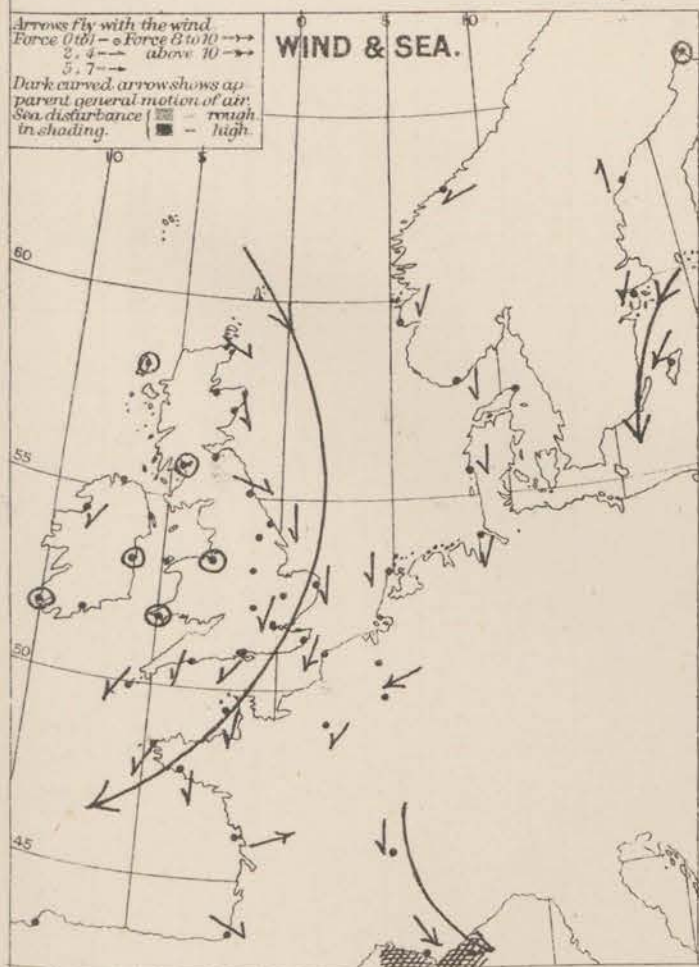 Arrows fly with the wind
Force 0 to 1 – o Force 8 to 10 →
2, 4 → above 10 →
5, 7 →
Dark curved arrow shows ap
parent general motion of air.
Sea disturbance { – rough
in shading. – high.
WIND & SEA.
10 5 0 5 10
60
55
50
45